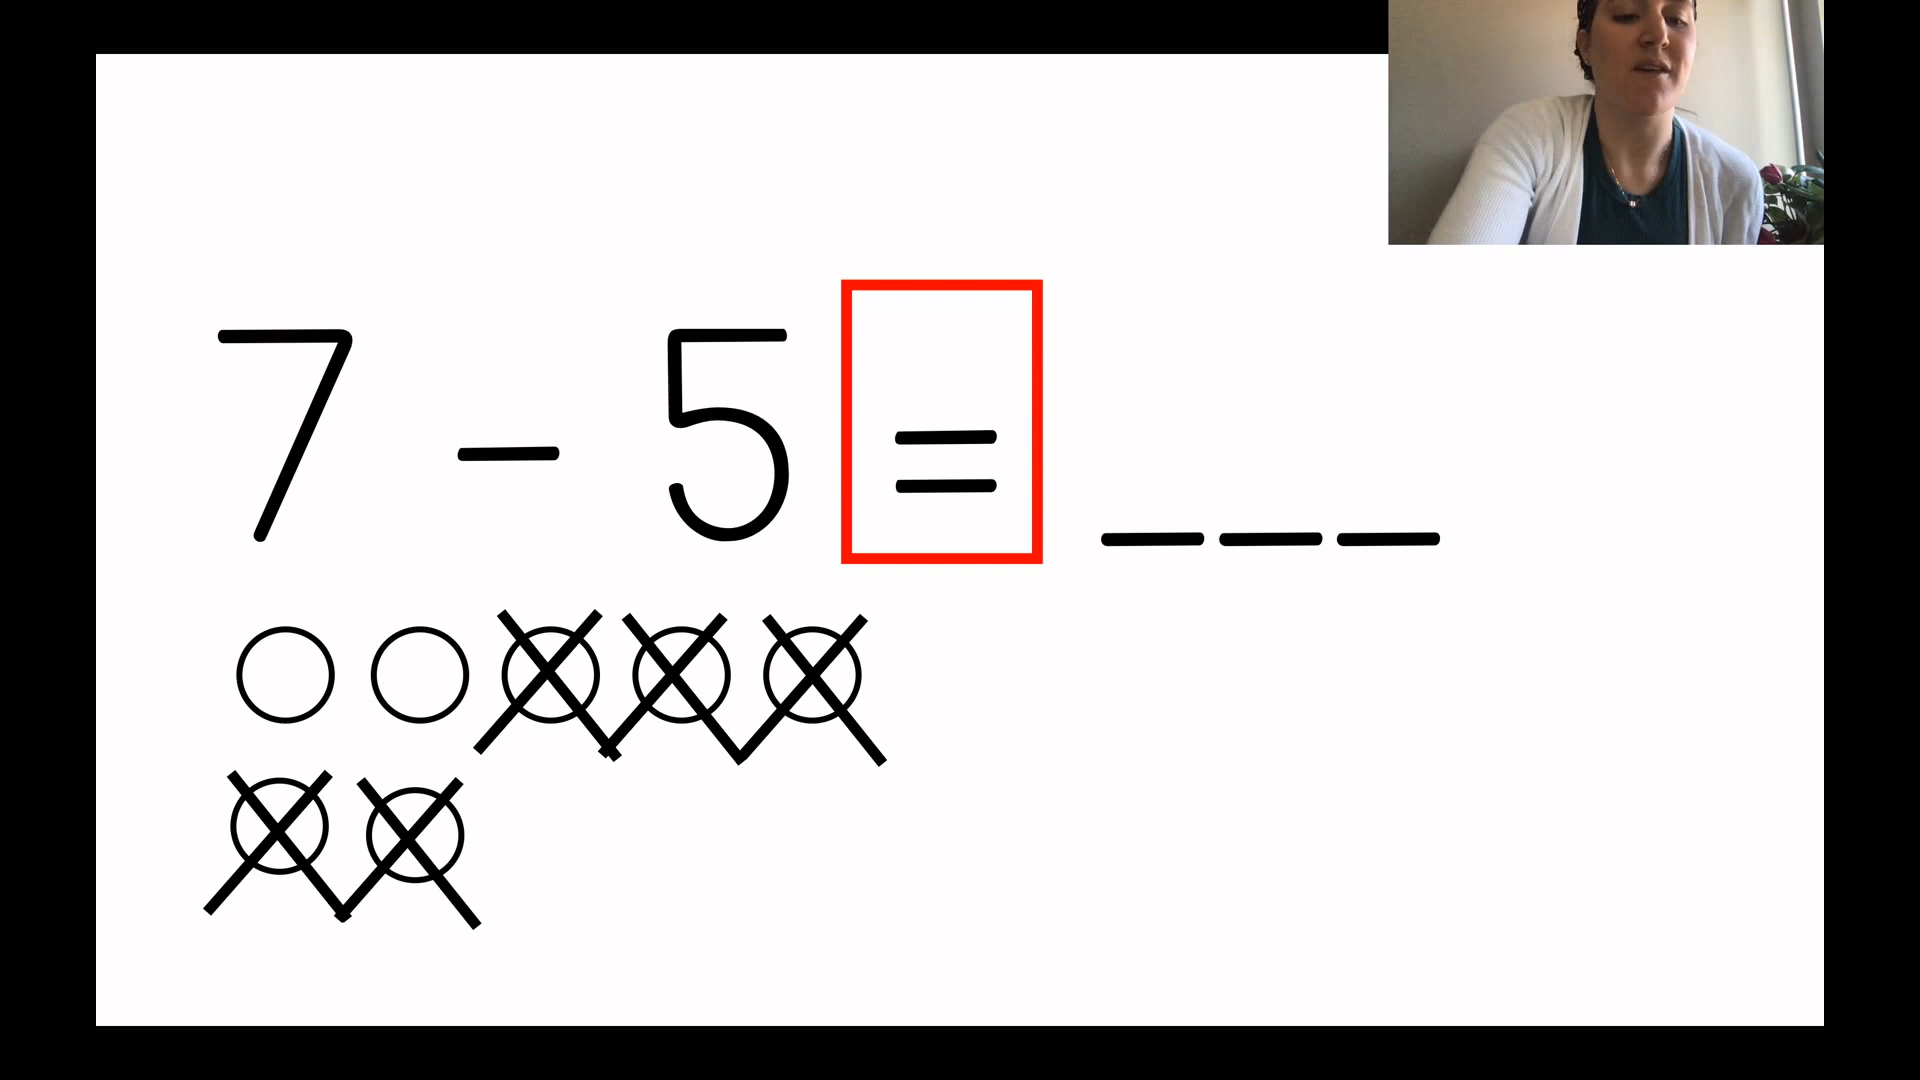 7 - 5 = ___